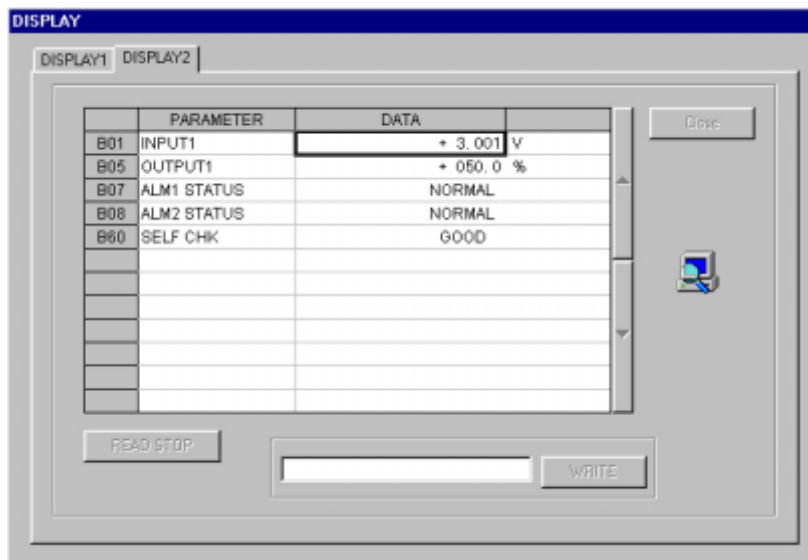 DISPLAY
DISPLAY1 DISPLAY2
PARAMETER DATA
B01 INPUT1 + 3.001 V
B05 OUTPUT1 + 050.0 %
B07 ALM1 STATUS NORMAL
B08 ALM2 STATUS NORMAL
B60 SELF CHK GOOD
Close
READ STOP
WRITE